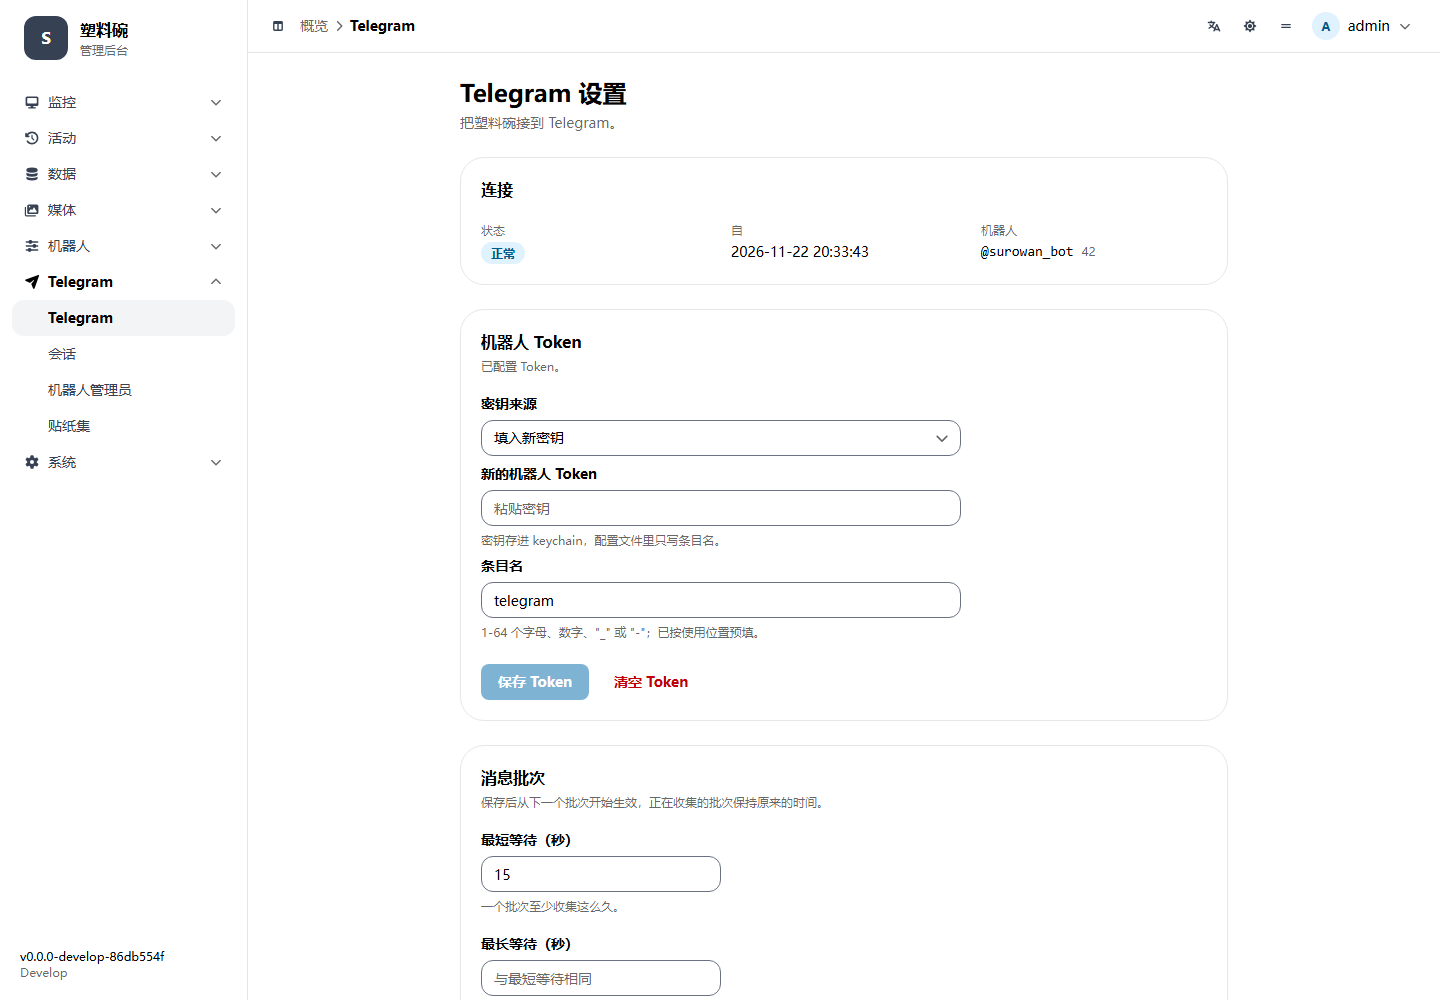 S
塑料碗
管理后台
监控
活动
数据
媒体
机器人
Telegram
Telegram
会话
机器人管理员
贴纸集
系统
v0.0.0-develop-86db554f
Develop
概览
Telegram
A
admin
Telegram 设置
把塑料碗接到 Telegram。
连接
状态
正常
自
2026-11-22 20:33:43
机器人
@surowan_bot 42
机器人 Token
已配置 Token。
密钥来源
填入新密钥
新的机器人 Token
粘贴密钥
密钥存进 keychain，配置文件里只写条目名。
条目名
telegram
1-64 个字母、数字、"_" 或 "-"；已按使用位置预填。
保存 Token
清空 Token
消息批次
保存后从下一个批次开始生效，正在收集的批次保持原来的时间。
最短等待（秒）
15
一个批次至少收集这么久。
最长等待（秒）
与最短等待相同